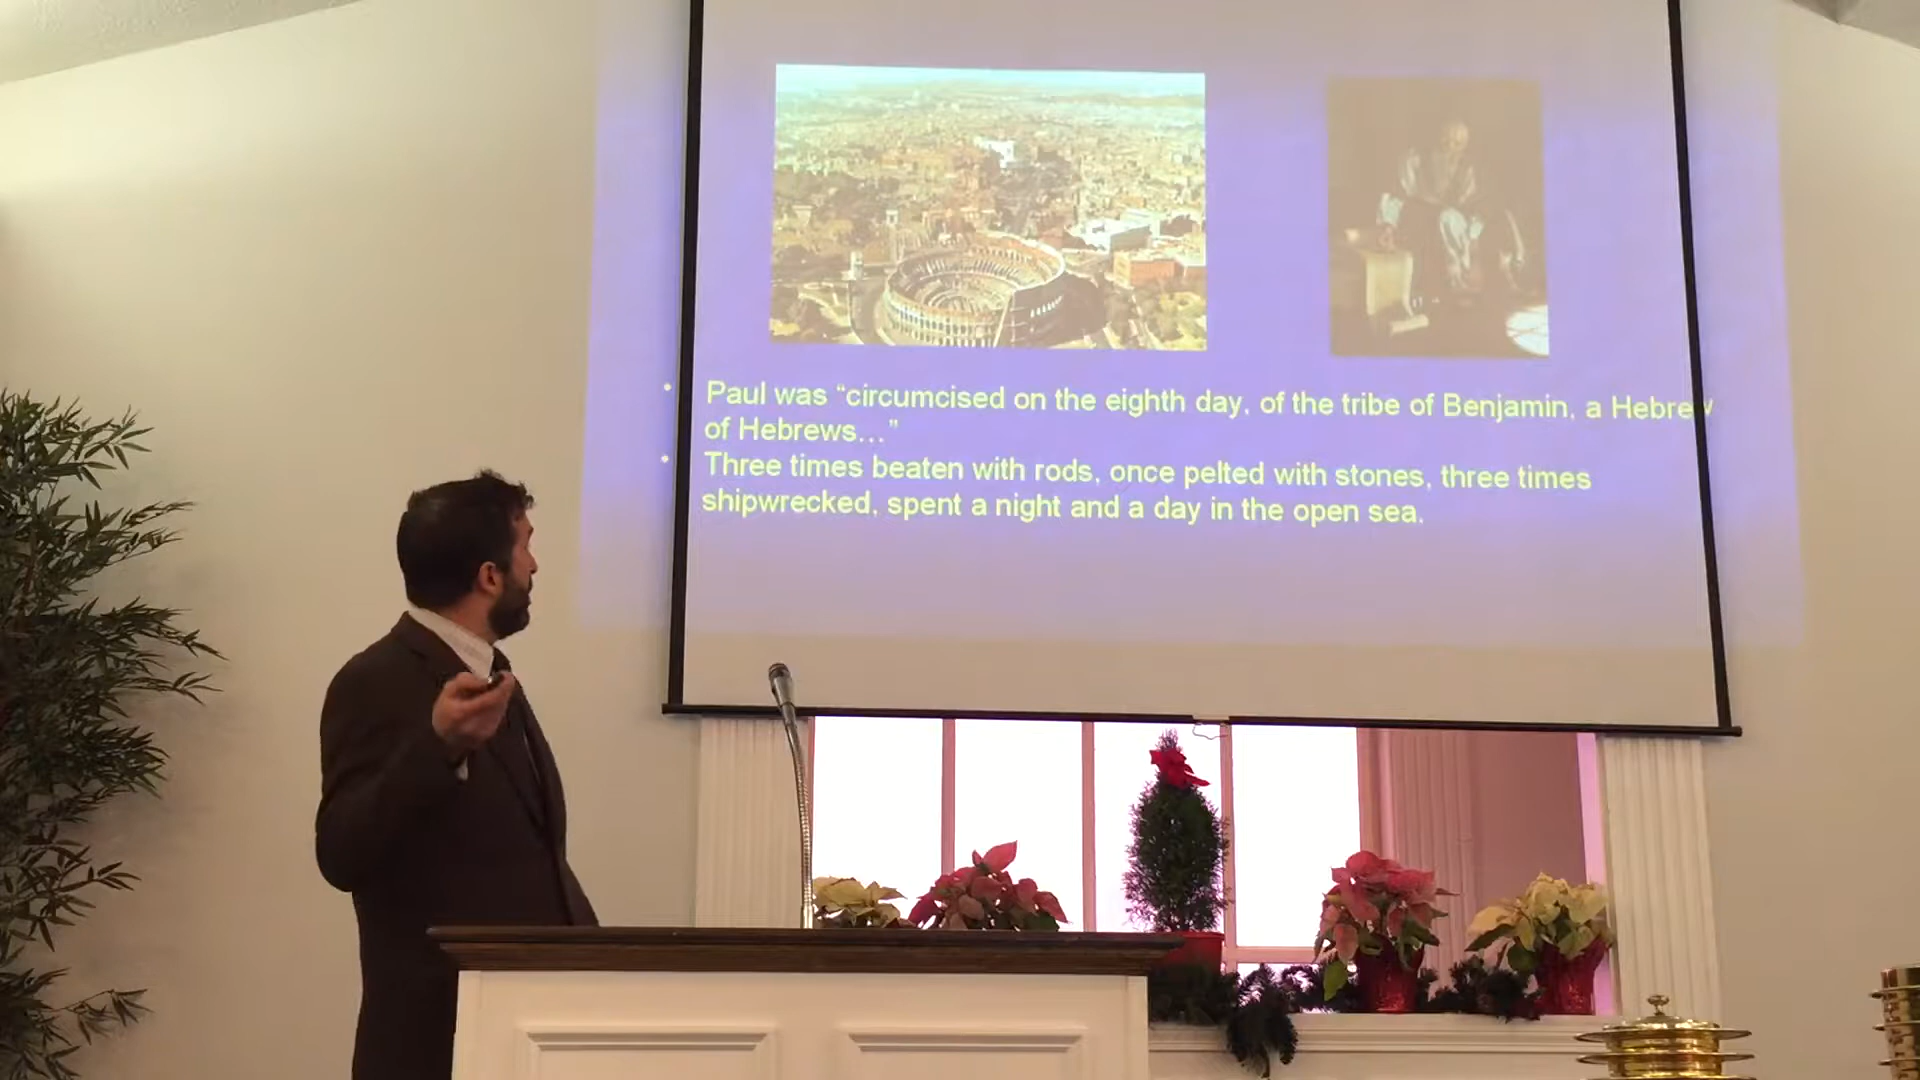 • Paul was “circumcised on the eighth day, of the tribe of Benjamin, a Hebrew
of Hebrews…”
• Three times beaten with rods, once pelted with stones, three times
shipwrecked, spent a night and a day in the open sea.